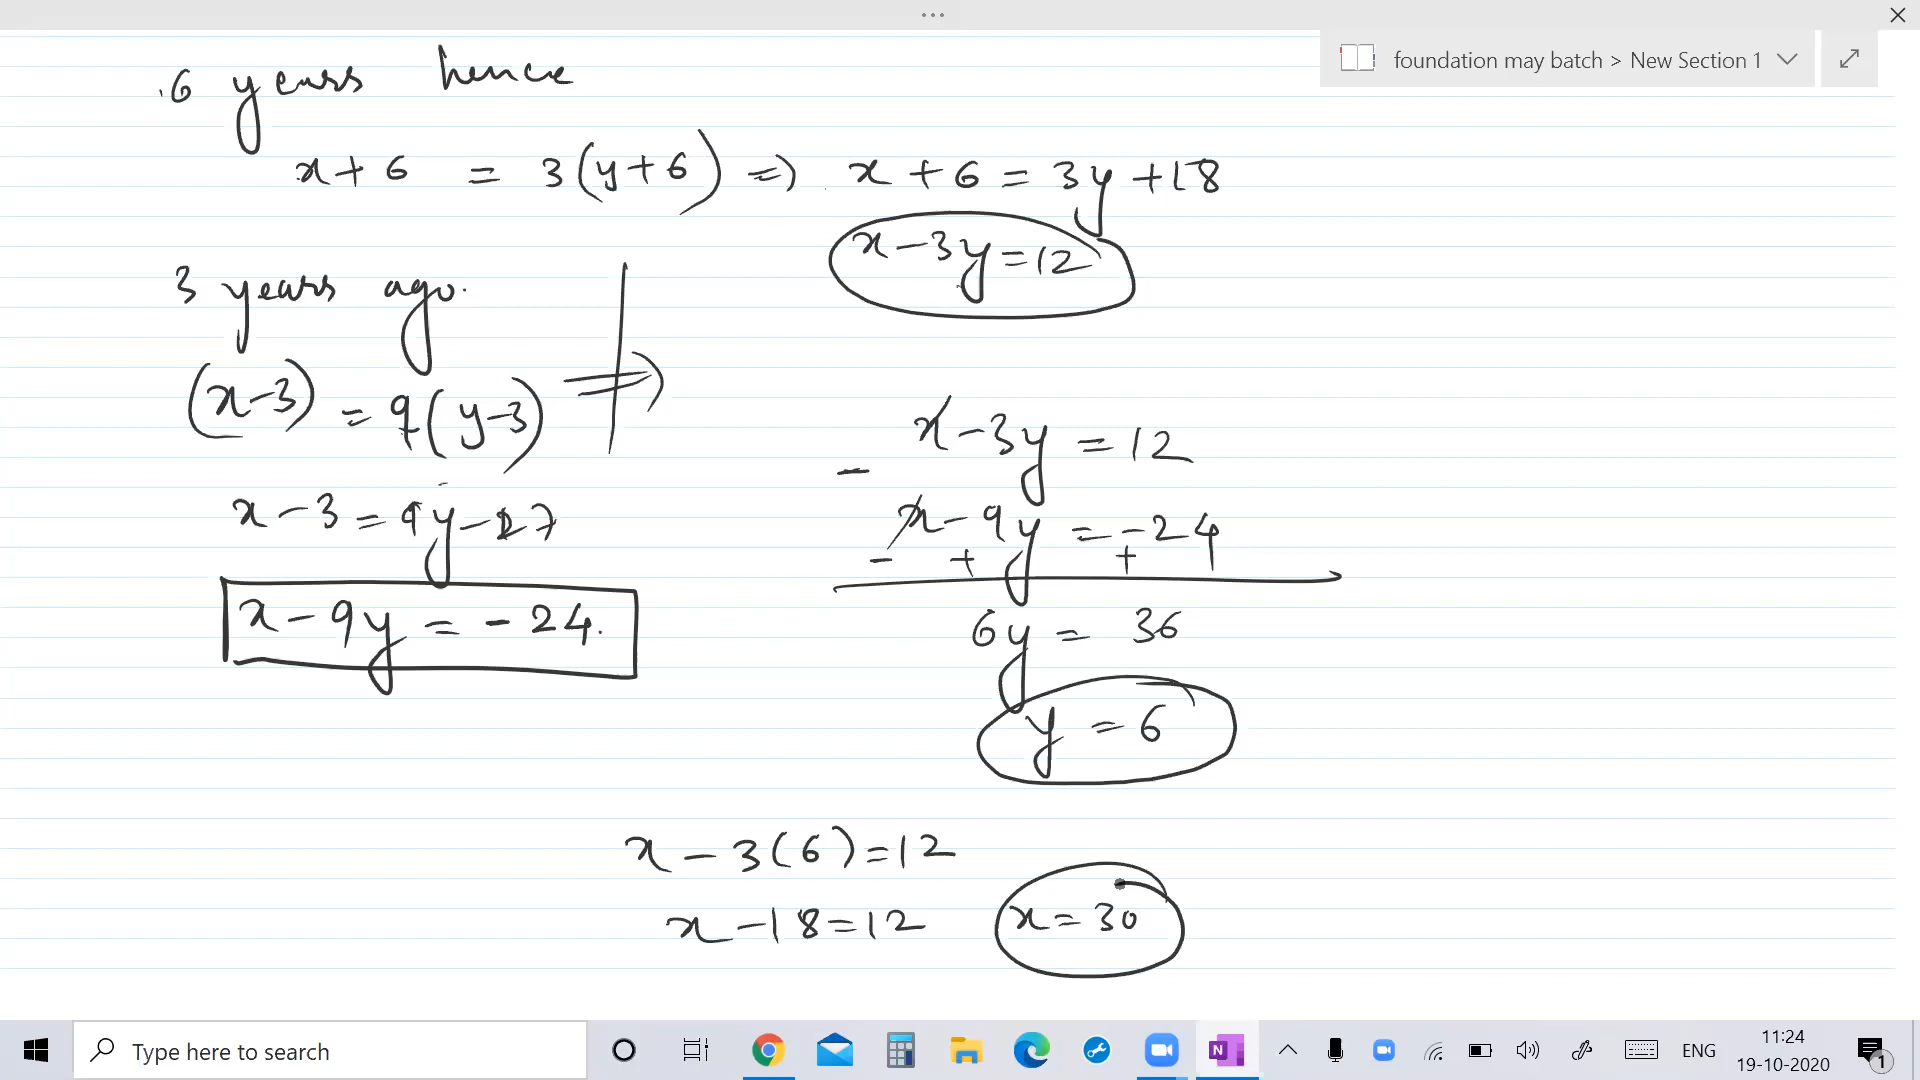 foundation may batch > New Section 1
6 years hence
x + 6 = 3(y+6) => x + 6 = 3y + 18
x - 3y = 12
3 years ago.
(x-3) = 9(y-3) =>
x - 3 = 9y - 27
x - 9y = - 24.
x - 3y = 12
-
x - 9y = - 24
- + +
6y = 36
y = 6
x - 3(6) = 12
x - 18 = 12 x = 30
Type here to search
N
ENG
11:24
19-10-2020
1